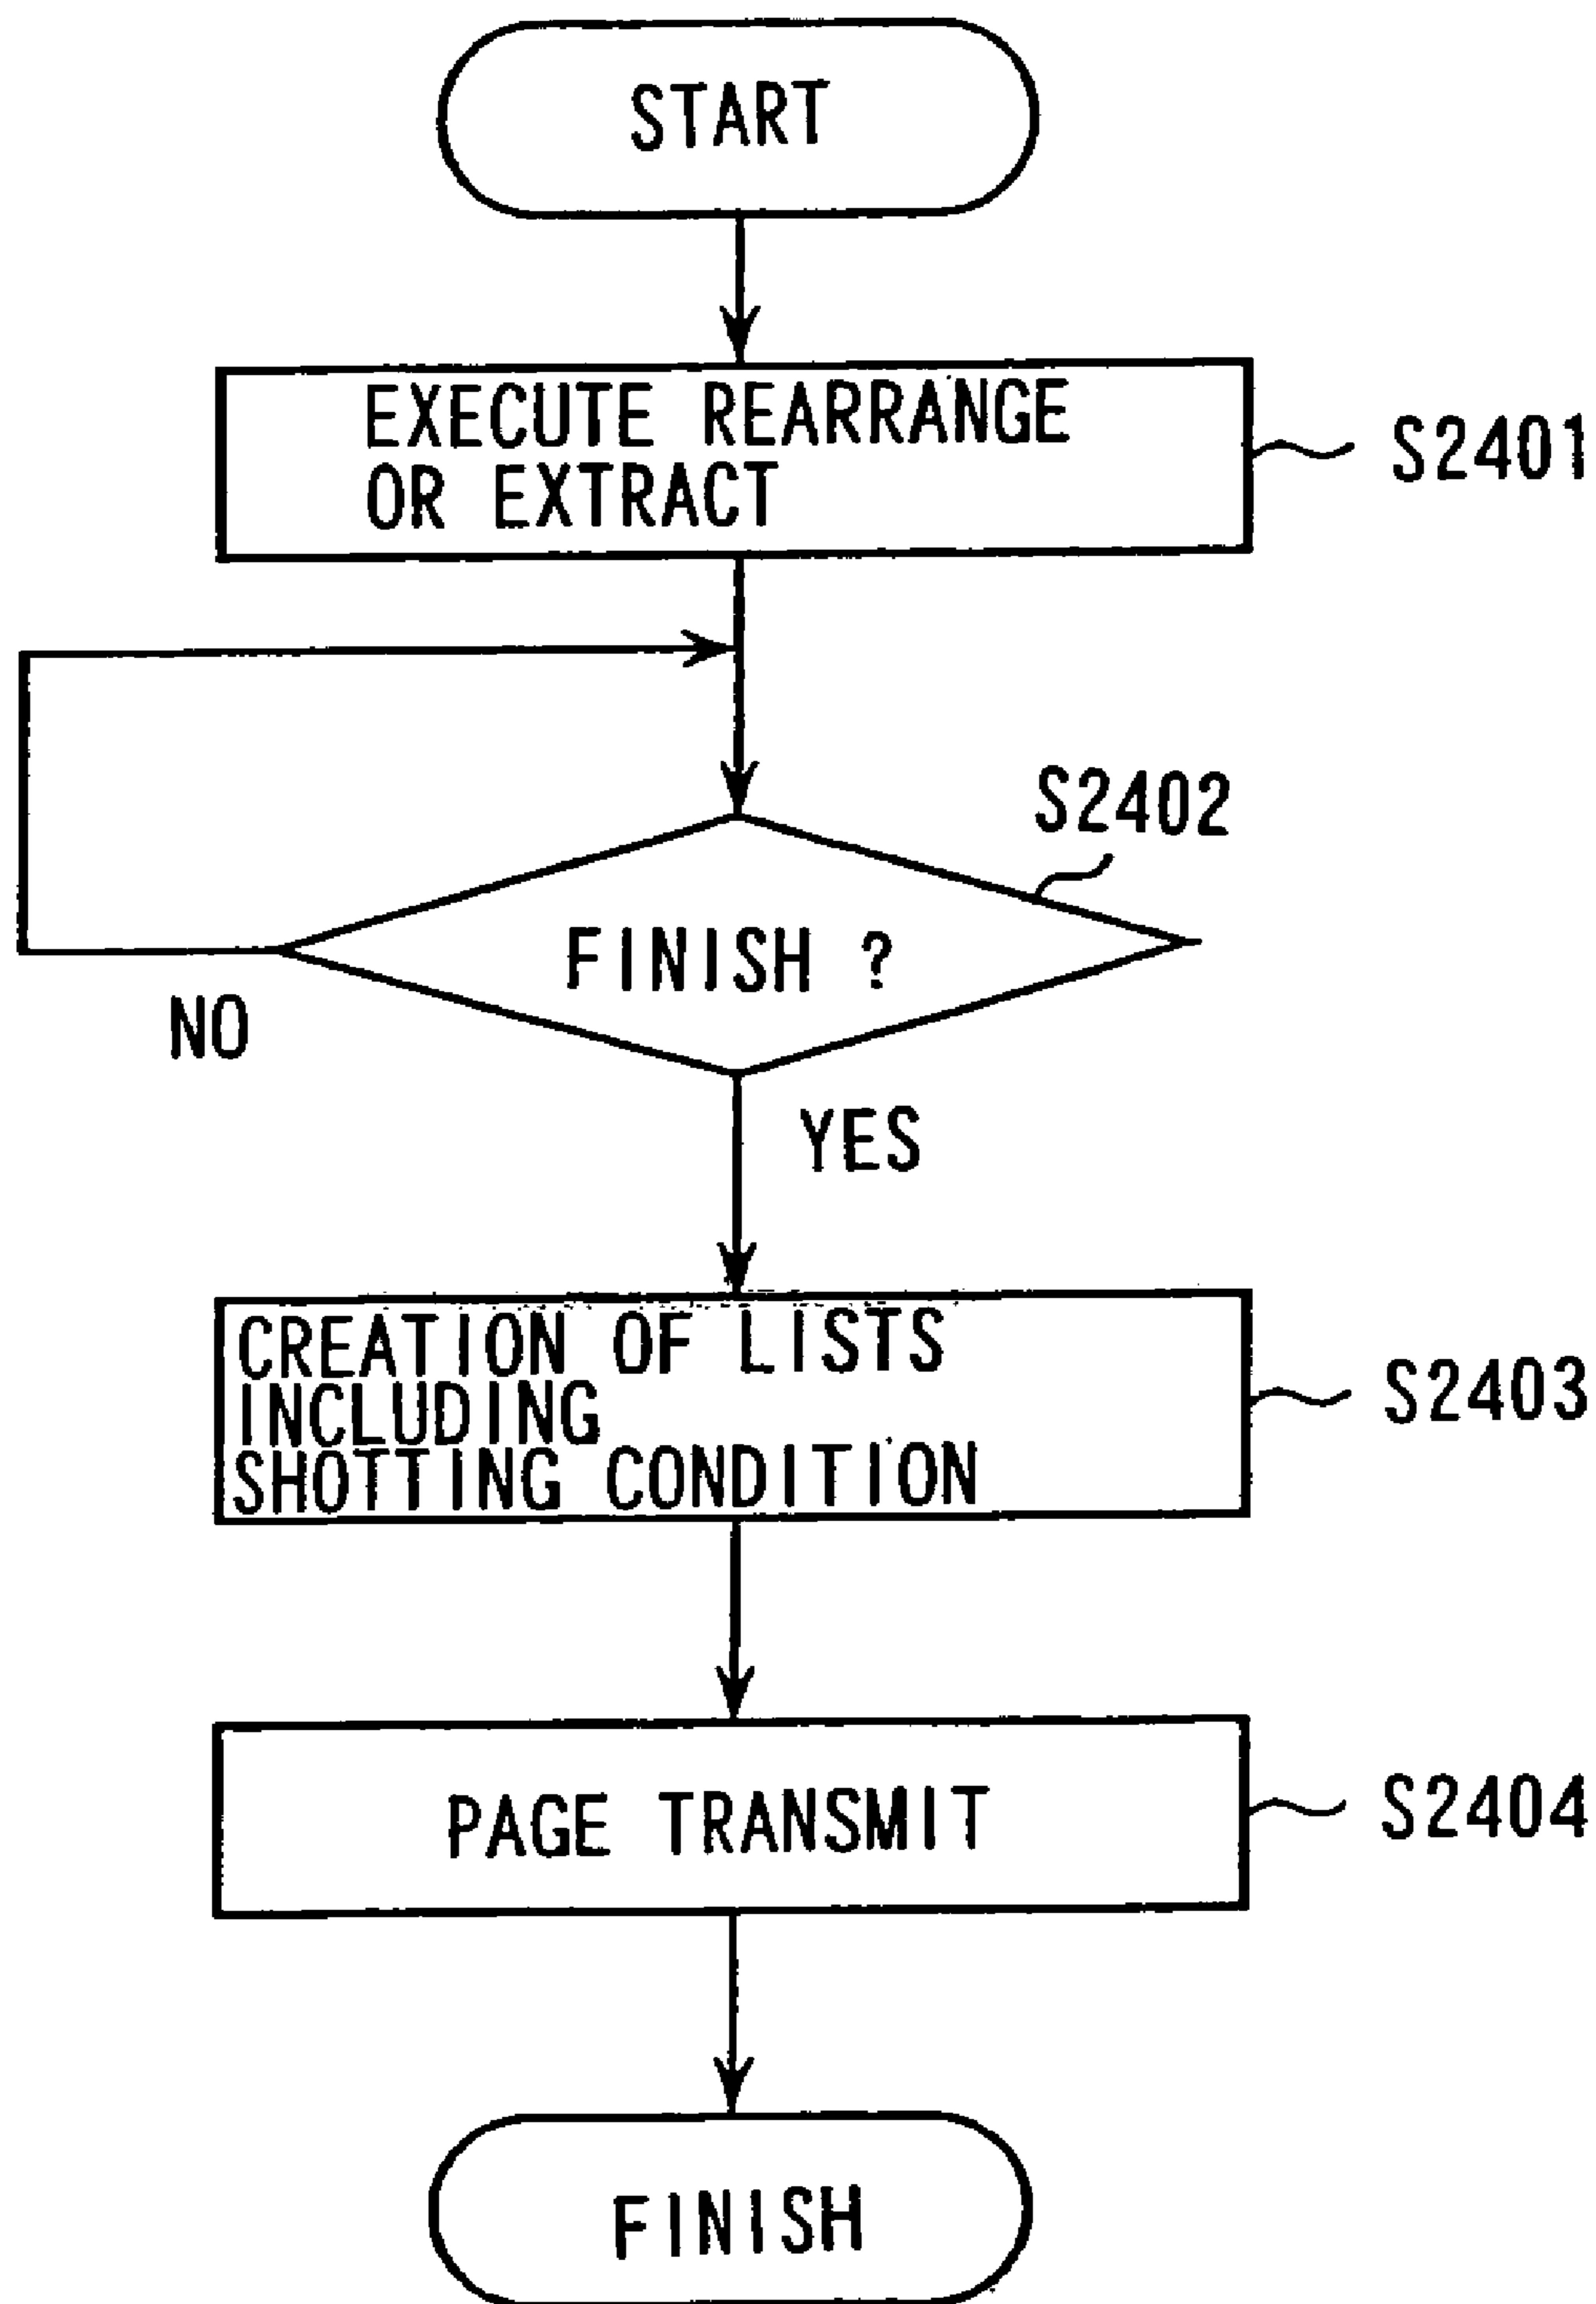 START
EXECUTE REARRANGE
OR EXTRACT
S2401
S2402
FINISH ?
NO
YES
CREATION OF LISTS
INCLUDING
SHOTTING CONDITION
S2403
PAGE TRANSMIT
S2404
FINISH